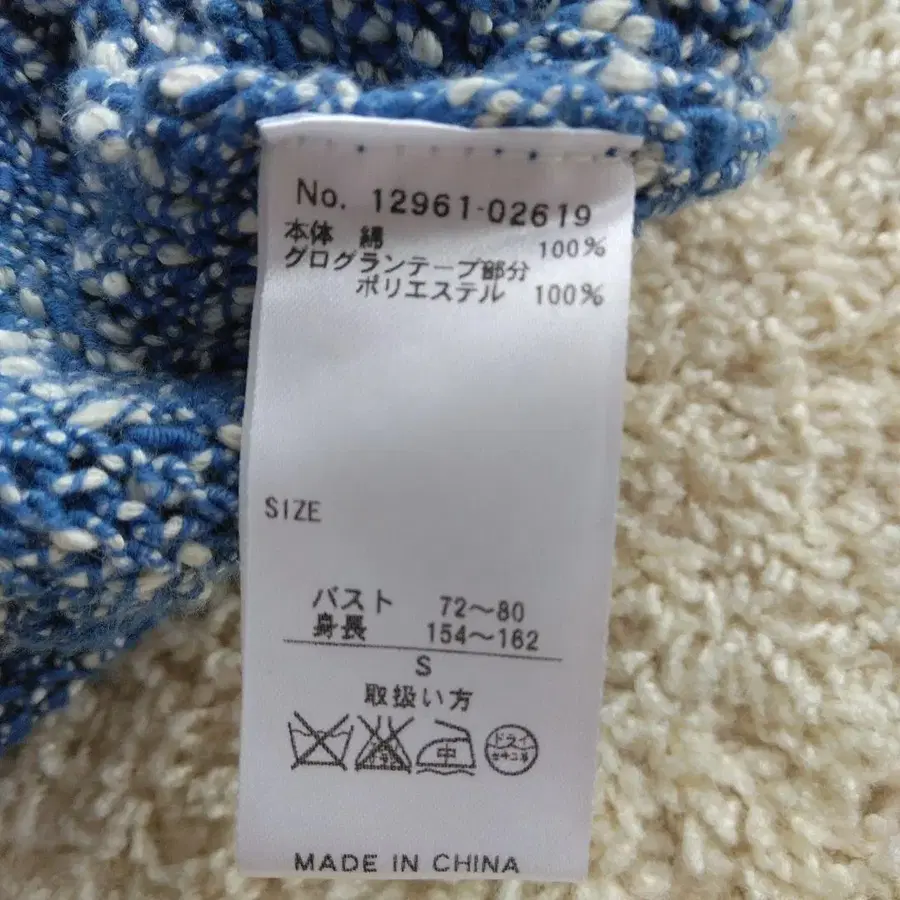 No. 12961-02619
本体 綿 100%
グログランテープ部分
ポリエステル 100%
SIZE
バスト 72〜80
身長 154〜162
S
取扱い方
中
ドライ
MADE IN CHINA